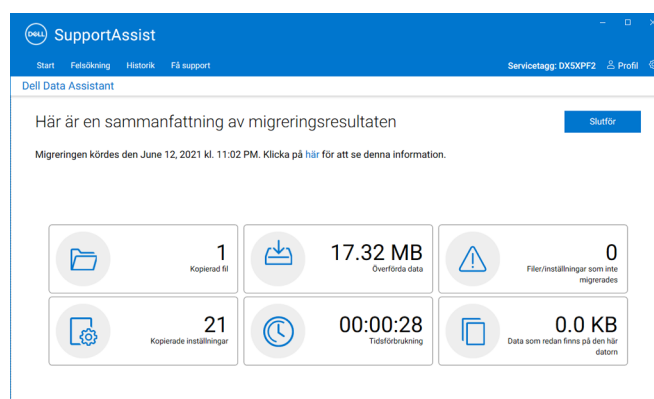 DELL SupportAssist
Start Felsökning Historik Få support Servicetagg: DX5XPF2 Profil
Dell Data Assistant
Här är en sammanfattning av migreringsresultaten Slutför
Migreringen kördes den June 12, 2021 kl. 11:02 PM. Klicka på här för att se denna information.
1
Kopierad fil
17.32 MB
Överförda data
0
Filer/inställningar som inte
migrerades
21
Kopierade inställningar
00:00:28
Tidsförbrukning
0.0 KB
Data som redan finns på den här
datorn